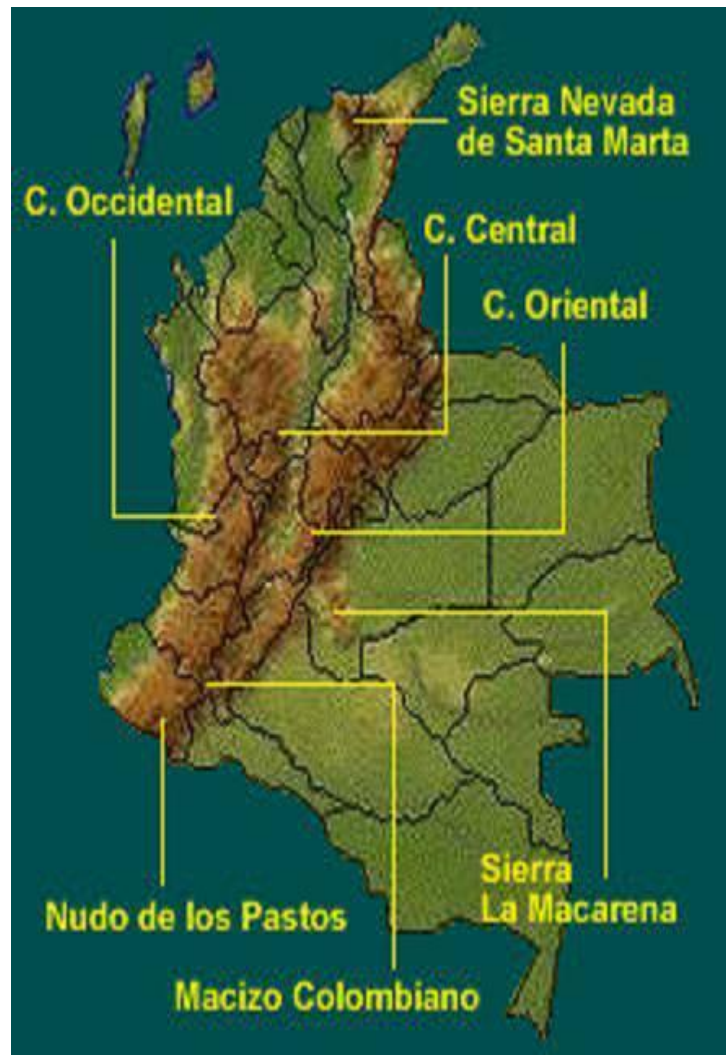 Sierra Nevada
de Santa Marta
C. Occidental
C. Central
C. Oriental
Sierra
La Macarena
Nudo de los Pastos
Macizo Colombiano